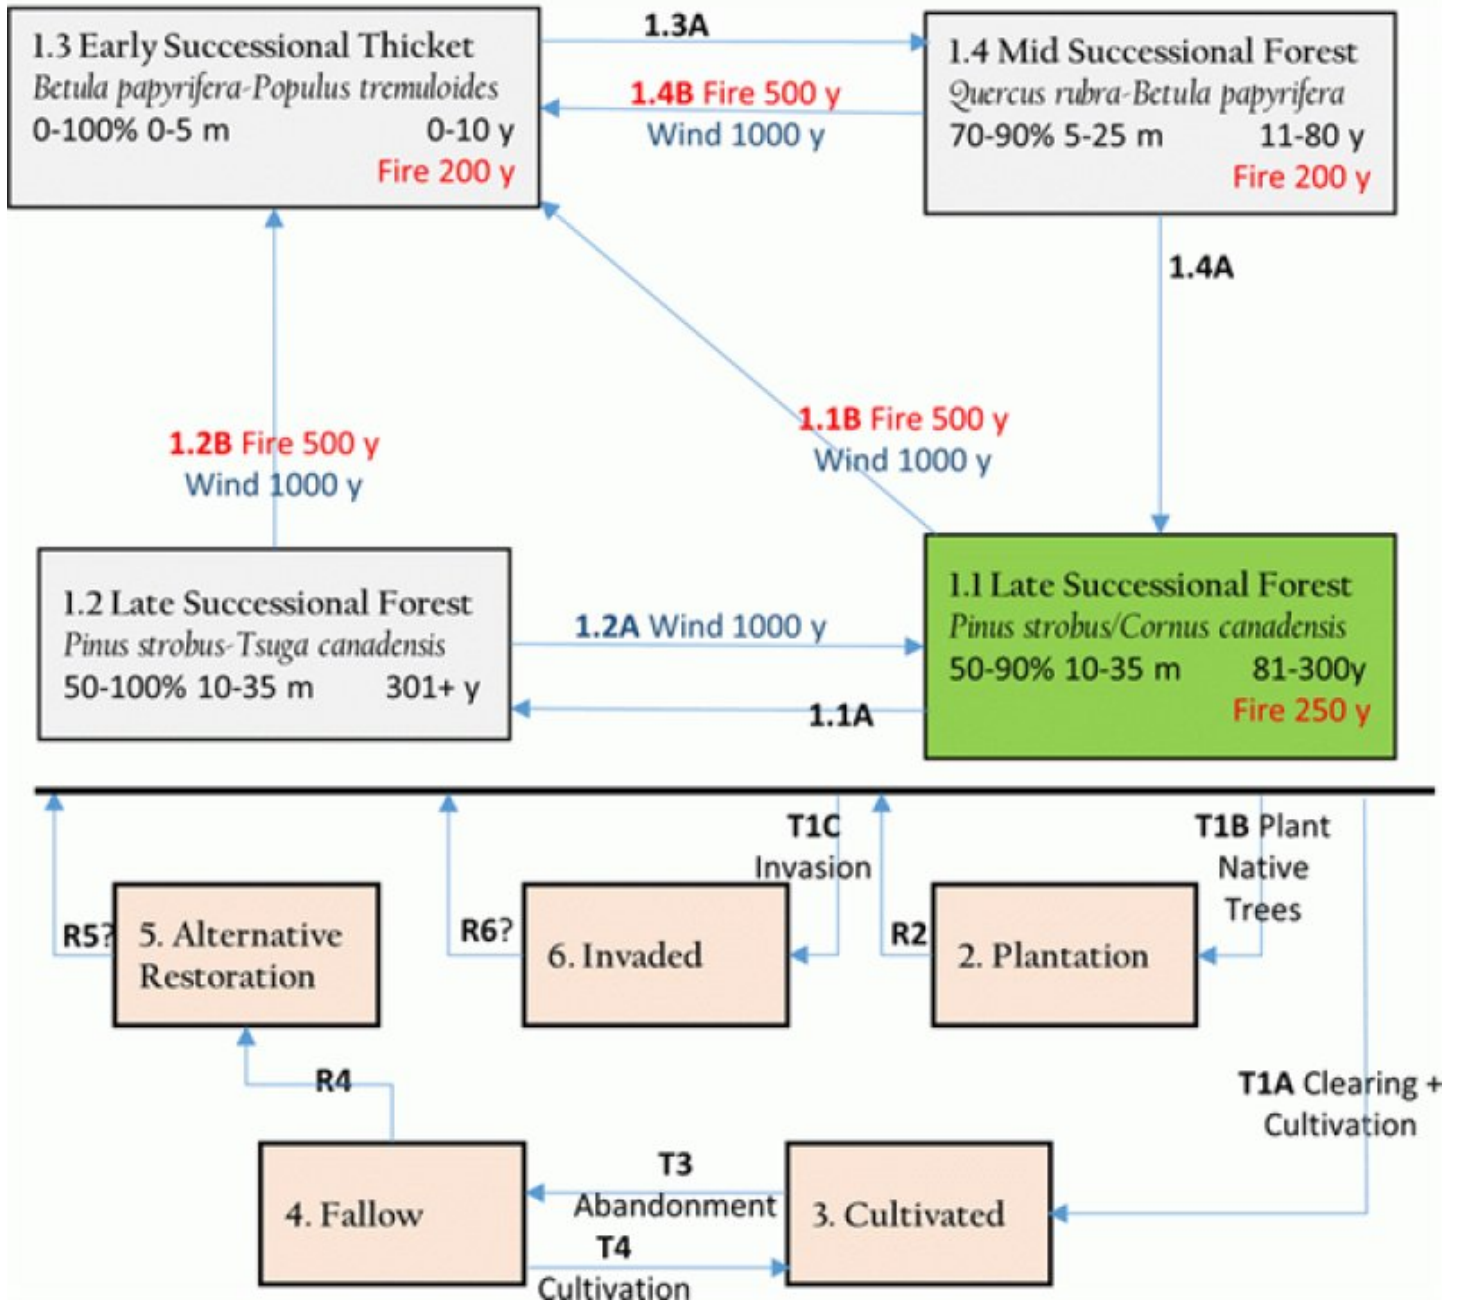 1.3 Early Successional Thicket
Betula papyrifera-Populus tremuloides
0-100% 0-5 m 0-10 y
Fire 200 y
1.3A
1.4B Fire 500 y
Wind 1000 y
1.4 Mid Successional Forest
Quercus rubra-Betula papyrifera
70-90% 5-25 m 11-80 y
Fire 200 y
1.4A
1.2B Fire 500 y
Wind 1000 y
1.1B Fire 500 y
Wind 1000 y
1.2 Late Successional Forest
Pinus strobus-Tsuga canadensis
50-100% 10-35 m 301+ y
1.2A Wind 1000 y
1.1A
1.1 Late Successional Forest
Pinus strobus/Cornus canadensis
50-90% 10-35 m 81-300y
Fire 250 y
R5?
5. Alternative
Restoration
R6?
6. Invaded
T1C
Invasion
R2
2. Plantation
T1B Plant
Native
Trees
R4
T1A Clearing +
Cultivation
4. Fallow
T3
Abandonment
T4
Cultivation
3. Cultivated